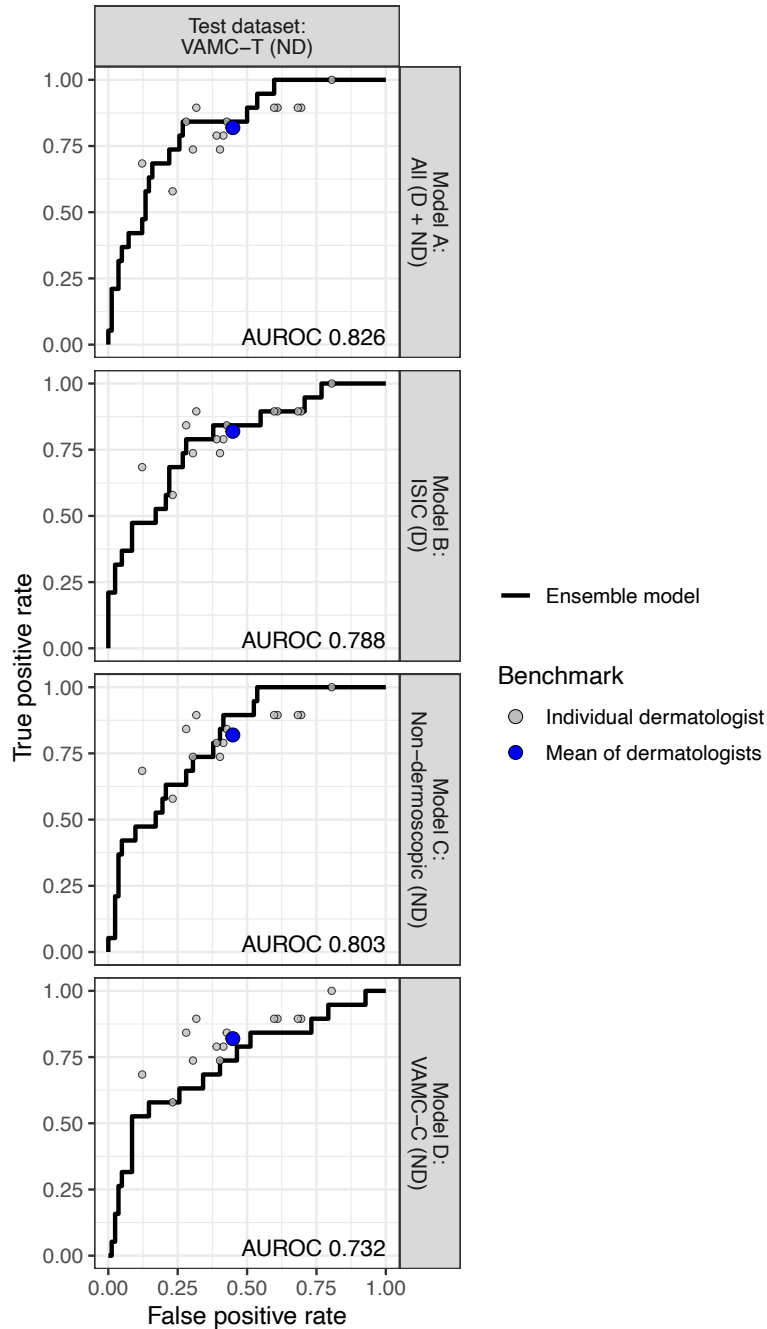 Test dataset:
VAMC−T (ND)
1.00
0.75
0.50
0.25
0.00
AUROC 0.826
Model A:
All (D + ND)
1.00
0.75
0.50
0.25
0.00
AUROC 0.788
Model B:
ISIC (D)
1.00
0.75
0.50
0.25
0.00
AUROC 0.803
Model C:
Non−dermoscopic (ND)
1.00
0.75
0.50
0.25
0.00
AUROC 0.732
Model D:
VAMC−C (ND)
0.00 0.25 0.50 0.75 1.00
False positive rate
True positive rate
Ensemble model
Benchmark
Individual dermatologist
Mean of dermatologists